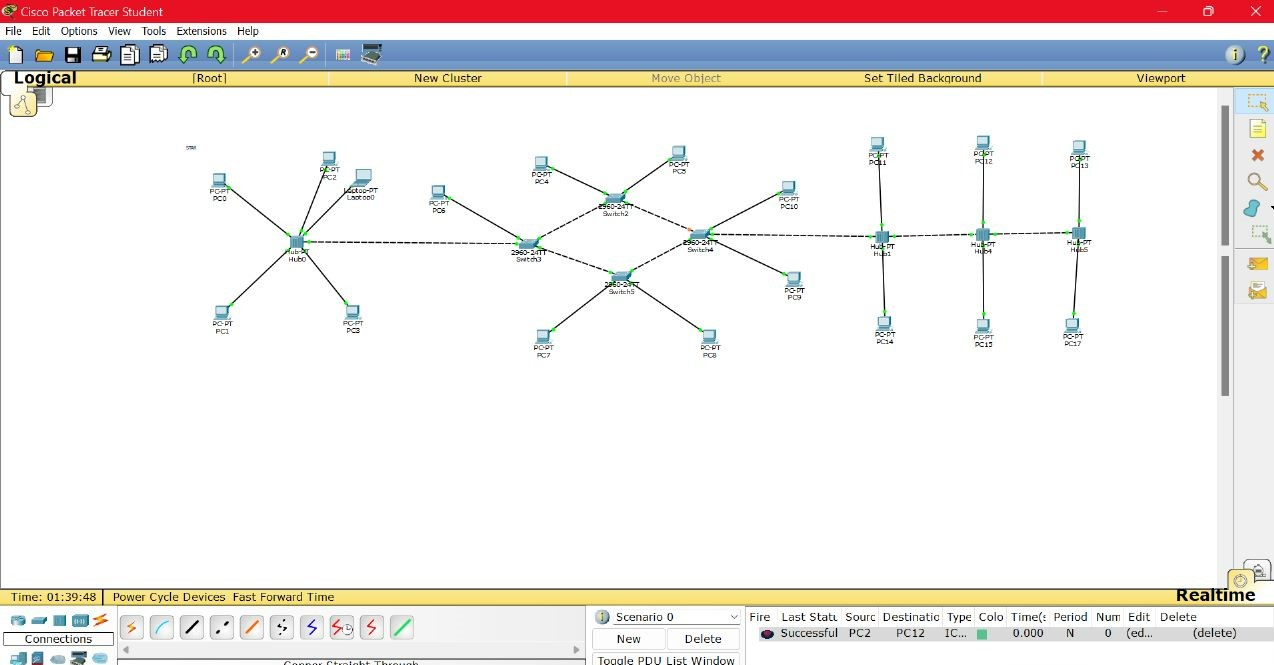 Cisco Packet Tracer Student
File Edit Options View Tools Extensions Help
Logical [Root] New Cluster Move Object Set Tiled Background Viewport
STAR
PC-PT
PC0
PC-PT
PC2
Laptop-PT
Laptop0
Hub-PT
Hub0
PC-PT
PC1
PC-PT
PC3
PC-PT
PC6
PC-PT
PC4
PC-PT
PC5
2960-24TT
Switch2
2960-24TT
Switch3
2960-24TT
Switch4
2960-24TT
Switch5
PC-PT
PC10
PC-PT
PC9
PC-PT
PC7
PC-PT
PC8
PC-PT
PC11
PC-PT
PC12
PC-PT
PC13
Hub-PT
Hub1
Hub-PT
Hub4
Hub-PT
Hub5
PC-PT
PC14
PC-PT
PC15
PC-PT
PC17
Time: 01:39:48 Power Cycle Devices Fast Forward Time Realtime
Connections
Copper Straight-Through
Scenario 0
New Delete
Toggle PDU List Window
Fire Last Statu Sourc Destinatio Type Colo Time(s Period Num Edit Delete
Successful PC2 PC12 IC... 0.000 N 0 (ed... (delete)